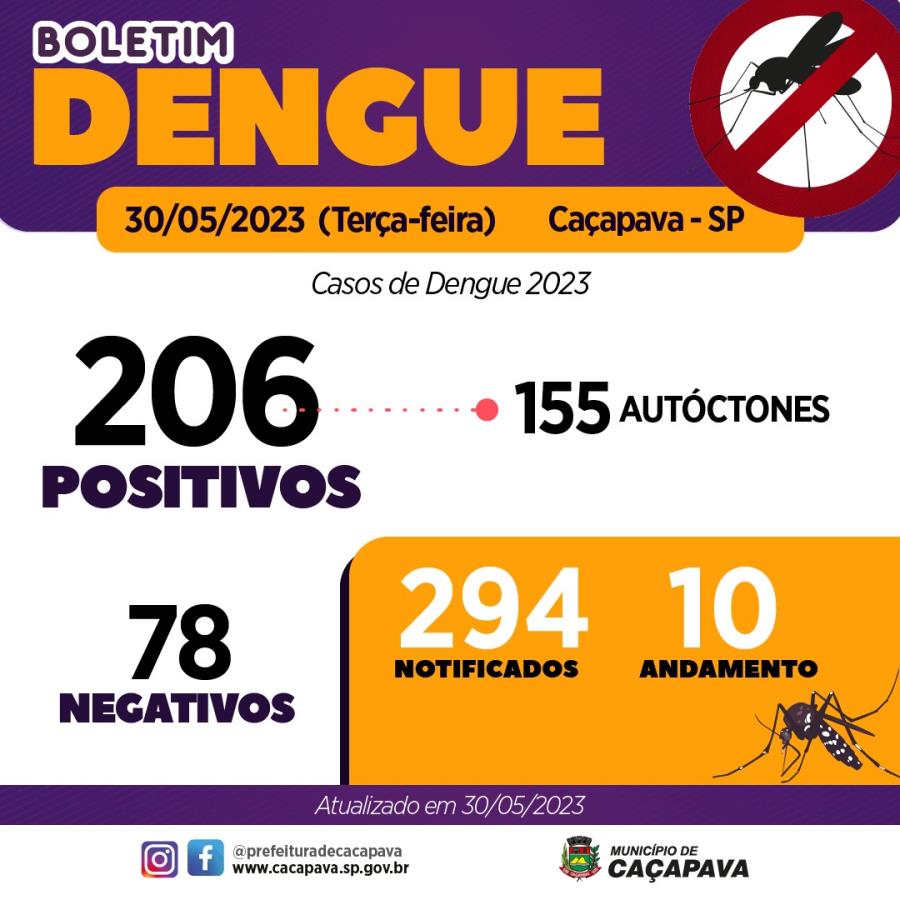 BOLETIM
DENGUE
30/05/2023 (Terça-feira) Caçapava - SP
Casos de Dengue 2023
206
POSITIVOS
155 AUTÓCTONES
78
NEGATIVOS
294
NOTIFICADOS
10
ANDAMENTO
Atualizado em 30/05/2023
@prefeituradecacapava
www.cacapava.sp.gov.br
MUNICÍPIO DE
CAÇAPAVA